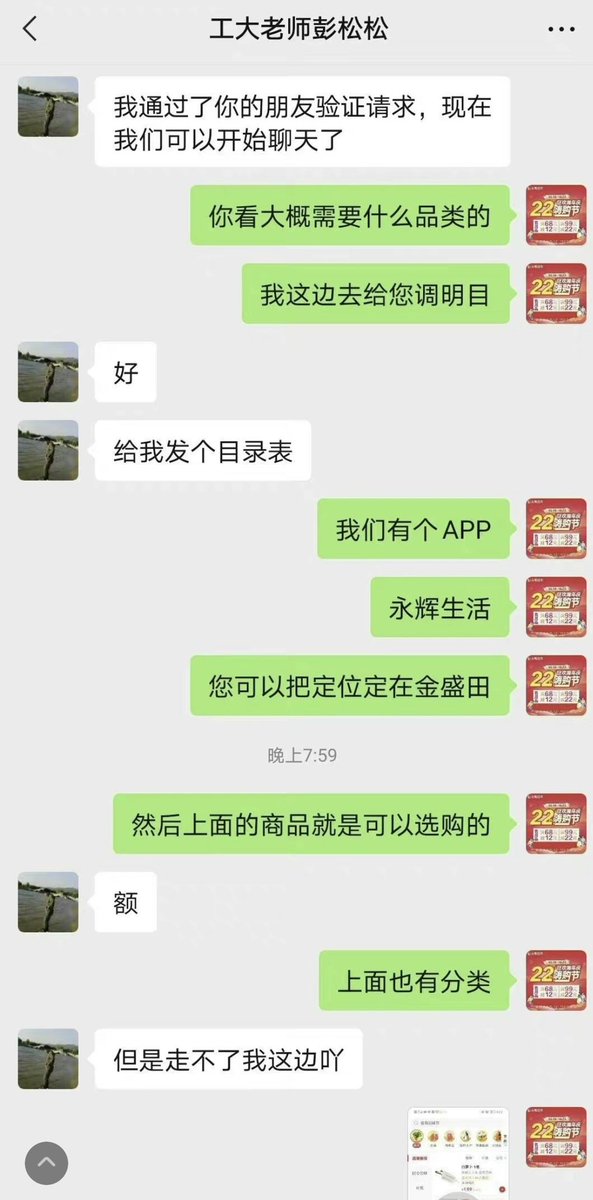 工大老师彭松松
我通过了你的朋友验证请求，现在
我们可以开始聊天了
你看大概需要什么品类的
我这边去给您调明目
好
给我发个目录表
我们有个APP
永辉生活
您可以把定位定在金盛田
晚上7:59
然后上面的商品就是可以选购的
额
上面也有分类
但是走不了我这边吖